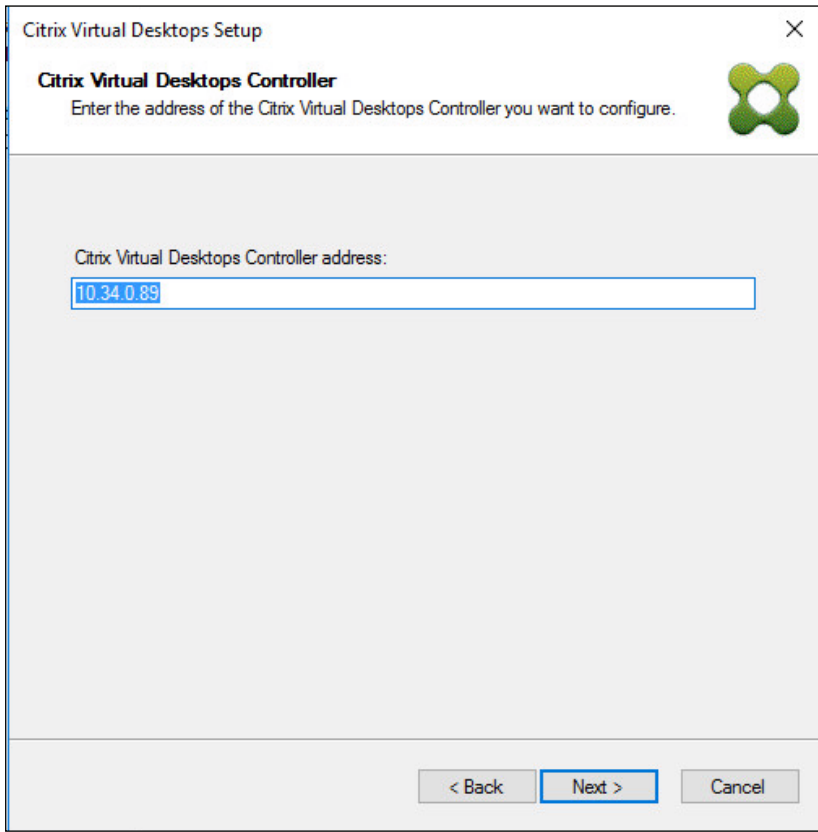 Citrix Virtual Desktops Setup
Citrix Virtual Desktops Controller
Enter the address of the Citrix Virtual Desktops Controller you want to configure.
Citrix Virtual Desktops Controller address:
10.34.0.89
< Back
Next >
Cancel